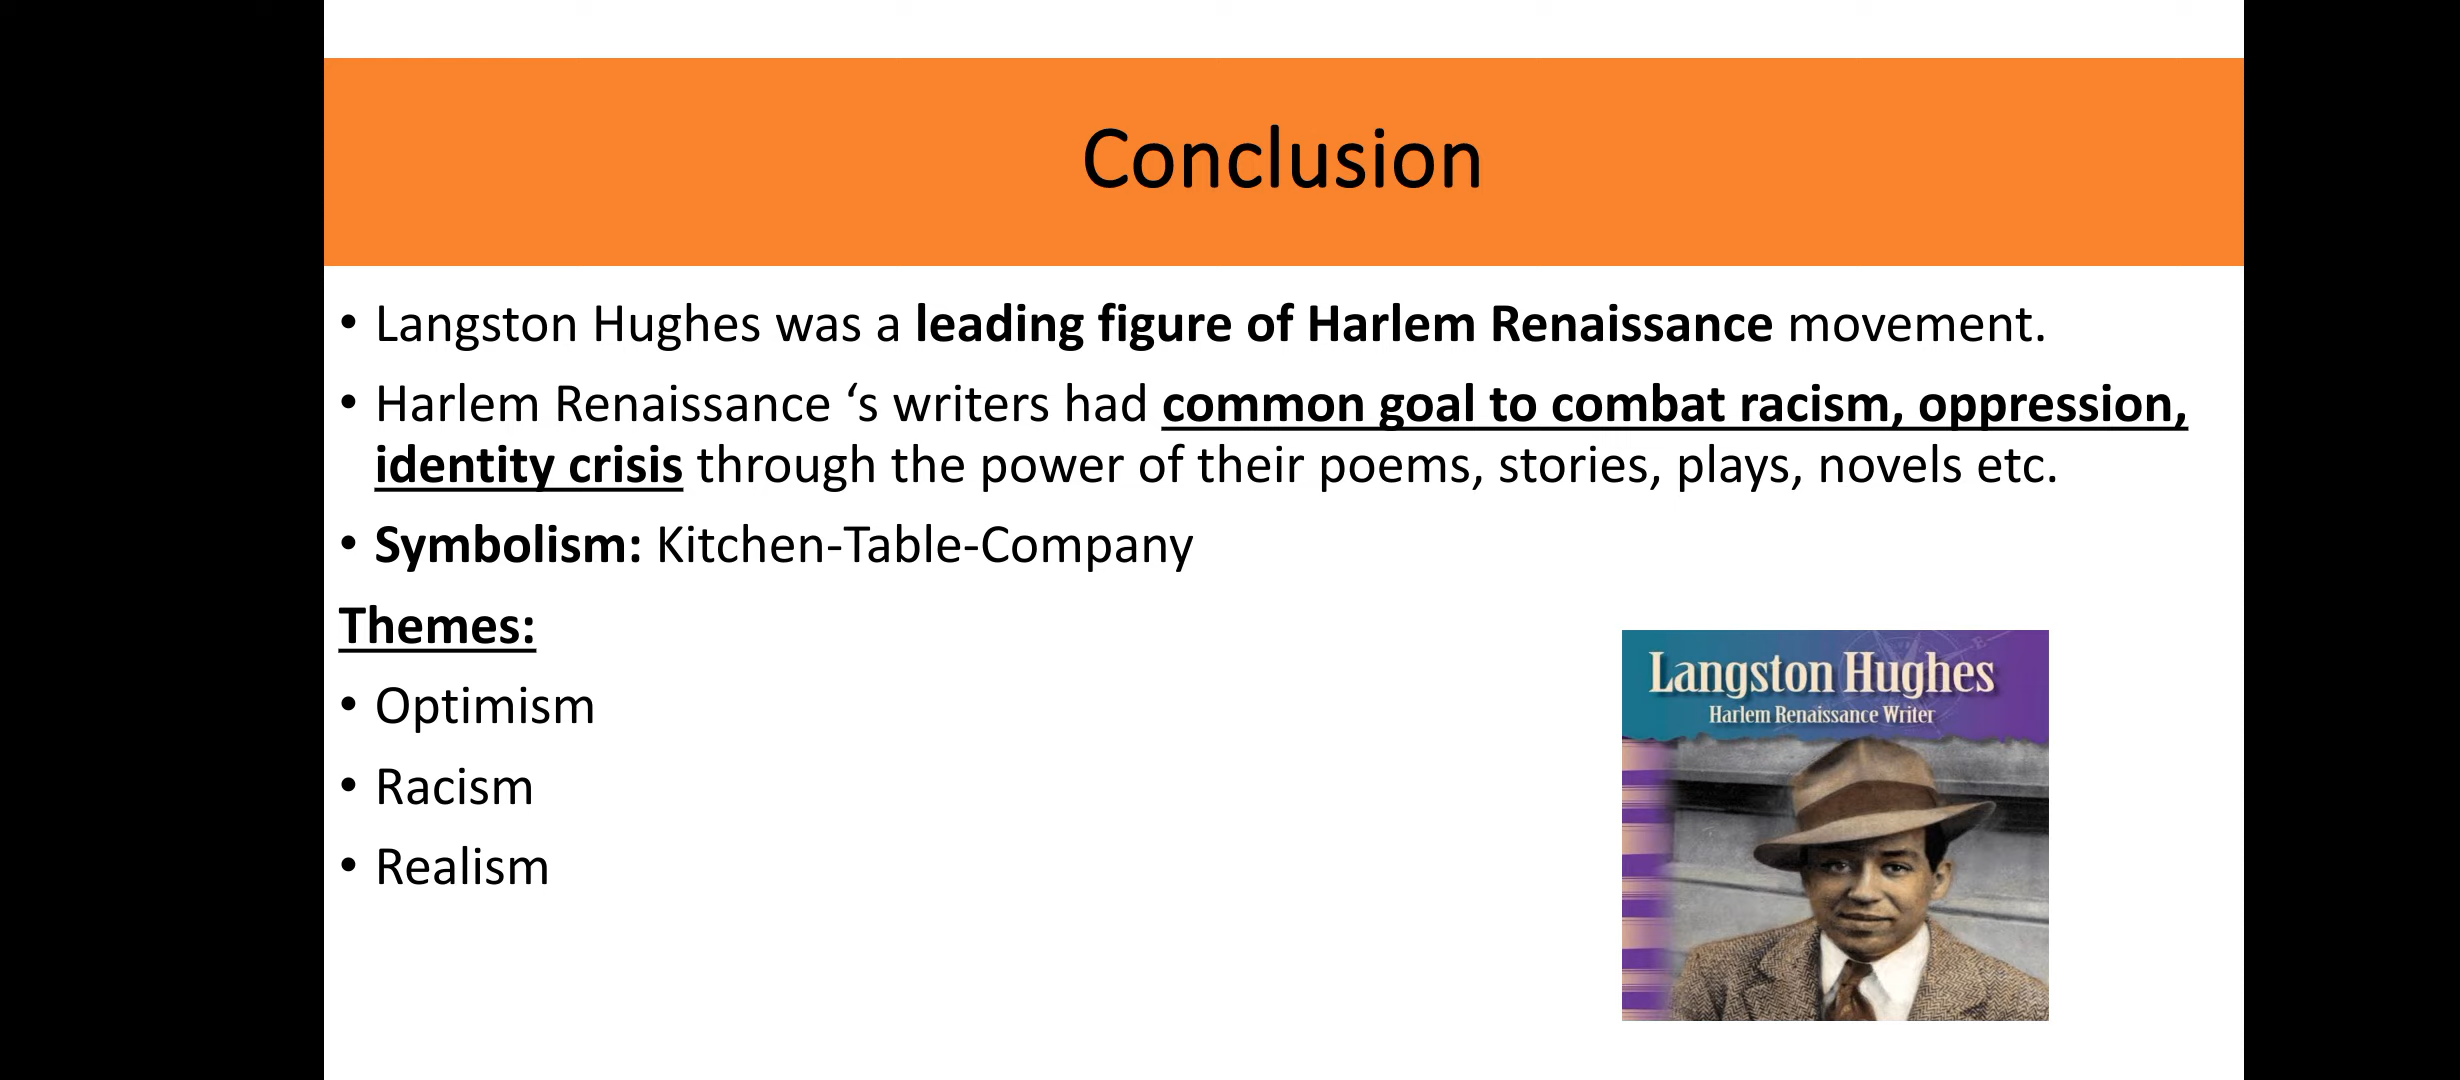 Conclusion
• Langston Hughes was a leading figure of Harlem Renaissance movement.
• Harlem Renaissance ‘s writers had common goal to combat racism, oppression,
identity crisis through the power of their poems, stories, plays, novels etc.
• Symbolism: Kitchen-Table-Company
Themes:
• Optimism
• Racism
• Realism
Langston Hughes
Harlem Renaissance Writer